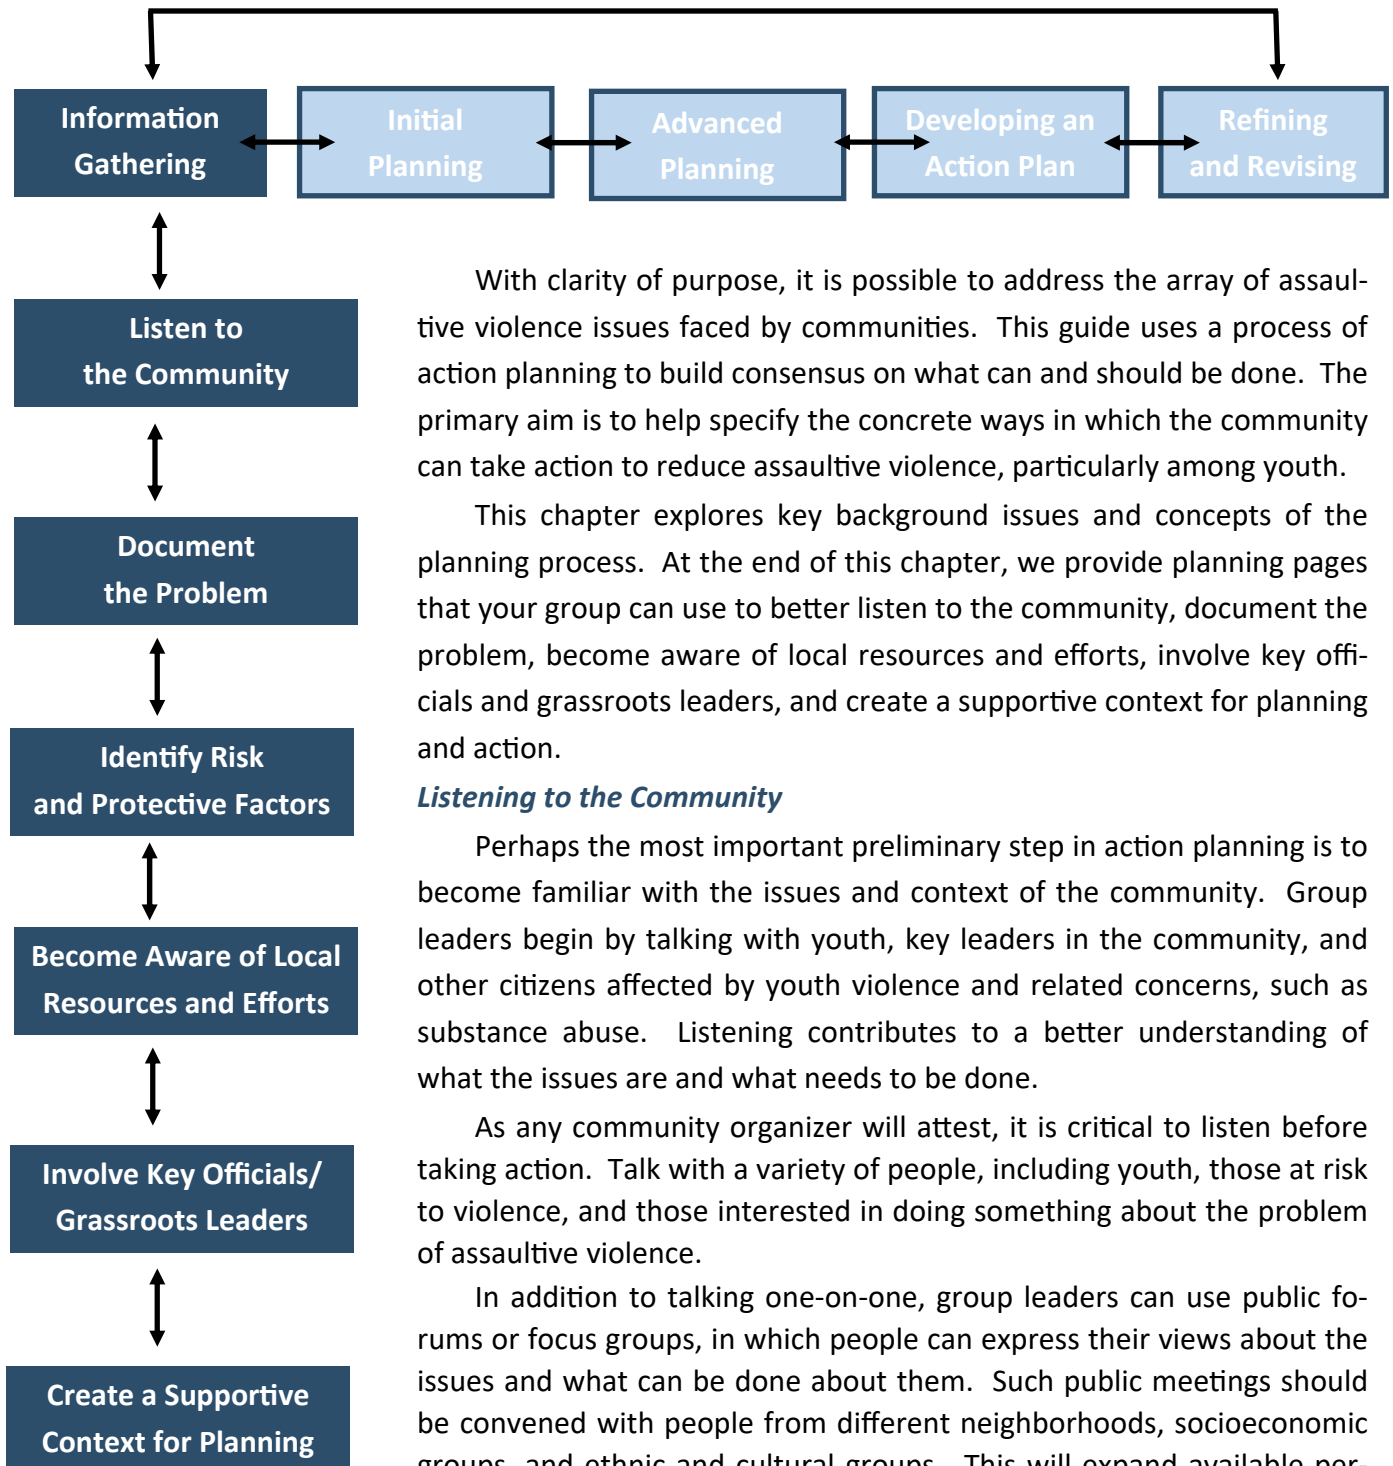 Information
Gathering
Initial
Planning
Advanced
Planning
Developing an
Action Plan
Refining
and Revising
Listen to
the Community
Document
the Problem
Identify Risk
and Protective Factors
Become Aware of Local
Resources and Efforts
Involve Key Officials/
Grassroots Leaders
Create a Supportive
Context for Planning
With clarity of purpose, it is possible to address the array of assaul-
tive violence issues faced by communities. This guide uses a process of
action planning to build consensus on what can and should be done. The
primary aim is to help specify the concrete ways in which the community
can take action to reduce assaultive violence, particularly among youth.
This chapter explores key background issues and concepts of the
planning process. At the end of this chapter, we provide planning pages
that your group can use to better listen to the community, document the
problem, become aware of local resources and efforts, involve key offi-
cials and grassroots leaders, and create a supportive context for planning
and action.
Listening to the Community
Perhaps the most important preliminary step in action planning is to
become familiar with the issues and context of the community. Group
leaders begin by talking with youth, key leaders in the community, and
other citizens affected by youth violence and related concerns, such as
substance abuse. Listening contributes to a better understanding of
what the issues are and what needs to be done.
As any community organizer will attest, it is critical to listen before
taking action. Talk with a variety of people, including youth, those at risk
to violence, and those interested in doing something about the problem
of assaultive violence.
In addition to talking one-on-one, group leaders can use public fo-
rums or focus groups, in which people can express their views about the
issues and what can be done about them. Such public meetings should
be convened with people from different neighborhoods, socioeconomic
groups, and ethnic and cultural groups. This will expand available per-